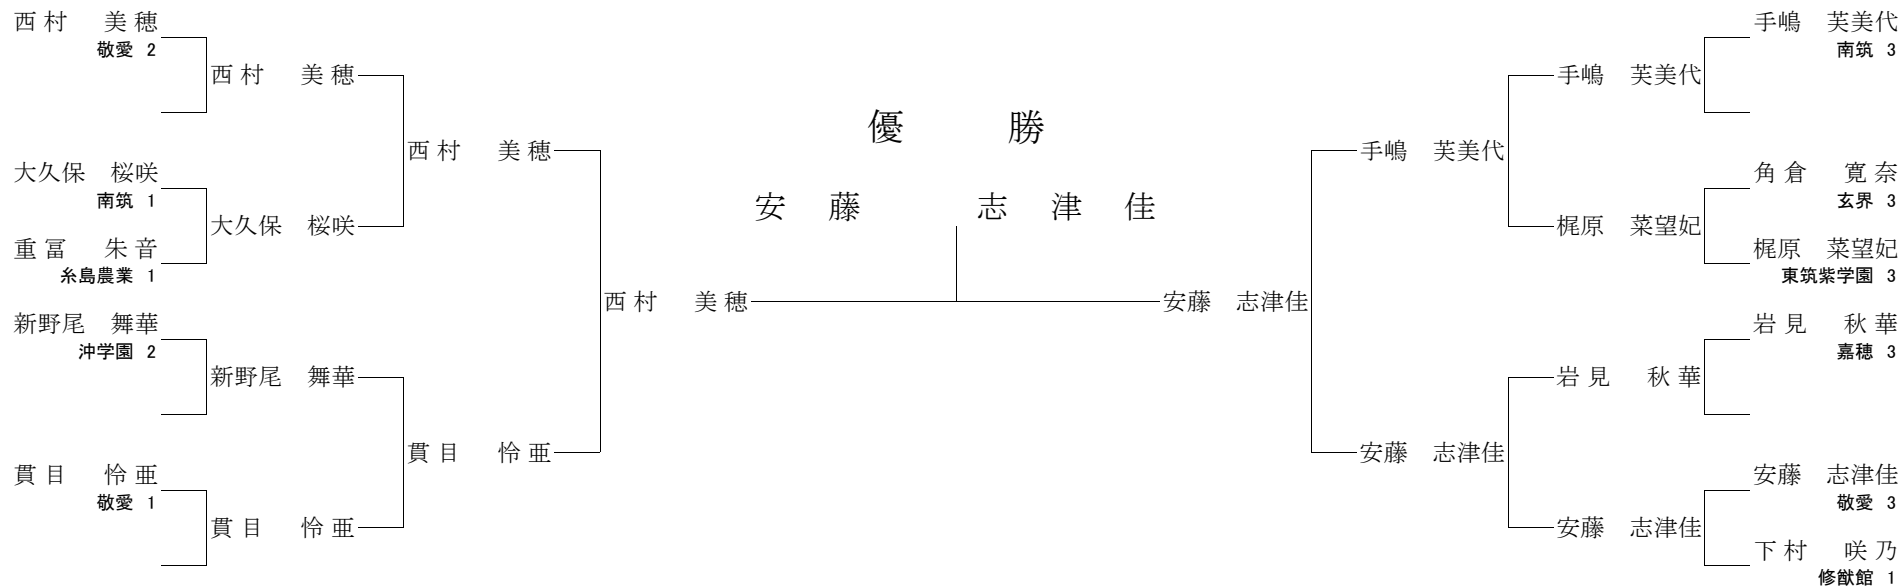 西村 美穂
敬愛 2
大久保 桜咲
南筑 1
重冨 朱音
糸島農業 1
新野尾 舞華
沖学園 2
貫目 怜亜
敬愛 1
西村 美穂
大久保 桜咲
新野尾 舞華
貫目 怜亜
西村 美穂
貫目 怜亜
西村 美穂
優勝
安藤 志津佳
安藤 志津佳
手嶋 芙美代
安藤 志津佳
手嶋 芙美代
梶原 菜望妃
岩見 秋華
安藤 志津佳
手嶋 芙美代
南筑 3
角倉 寛奈
玄界 3
梶原 菜望妃
東筑紫学園 3
岩見 秋華
嘉穂 3
安藤 志津佳
敬愛 3
下村 咲乃
修猷館 1